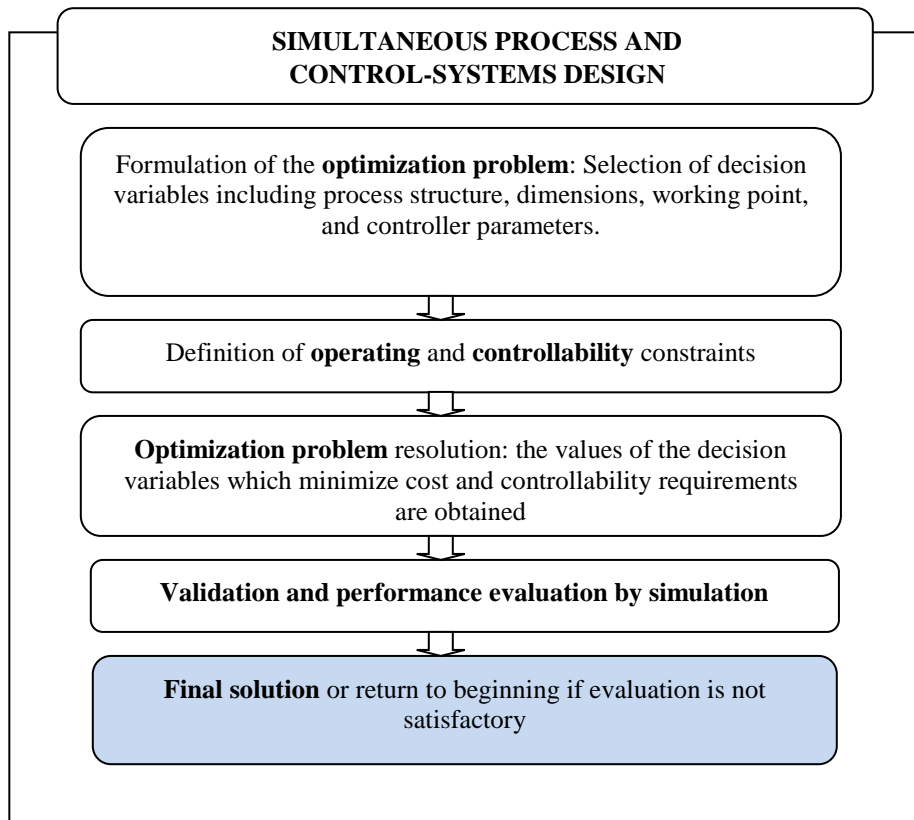 SIMULTANEOUS PROCESS AND
CONTROL-SYSTEMS DESIGN
Formulation of the optimization problem: Selection of decision
variables including process structure, dimensions, working point,
and controller parameters.
Definition of operating and controllability constraints
Optimization problem resolution: the values of the decision
variables which minimize cost and controllability requirements
are obtained
Validation and performance evaluation by simulation
Final solution or return to beginning if evaluation is not
satisfactory